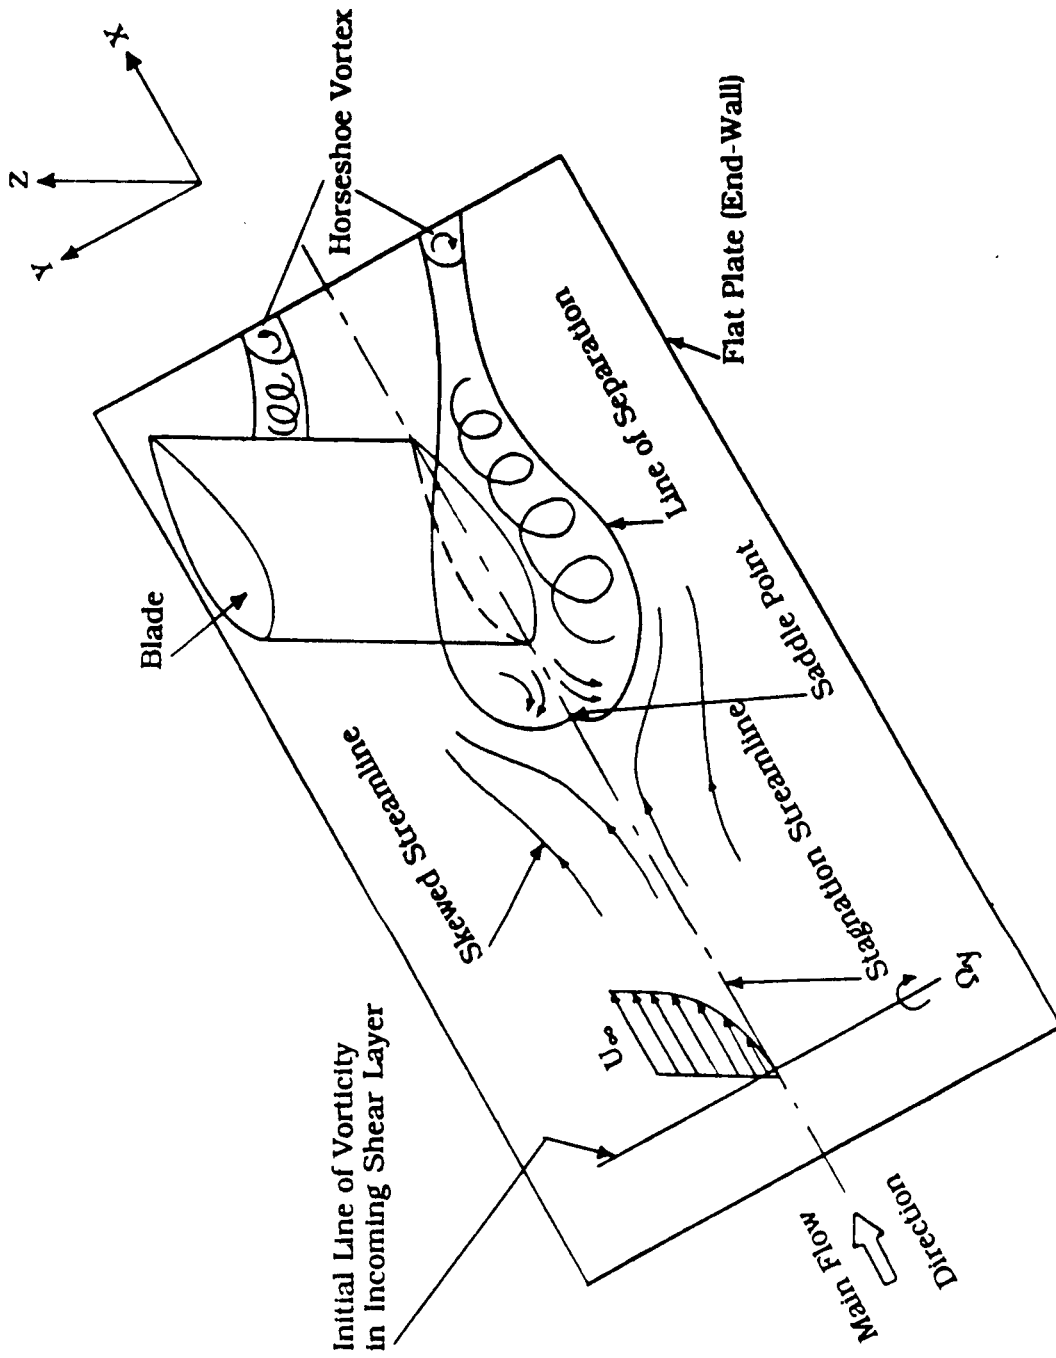 Z
Y
X
Horseshoe Vortex
Blade
Flat Plate (End-Wall)
Line of Separation
Saddle Point
Skewed Streamline
Stagnation Streamline
U∞
Ωy
Initial Line of Vorticity
in Incoming Shear Layer
Main Flow
Direction